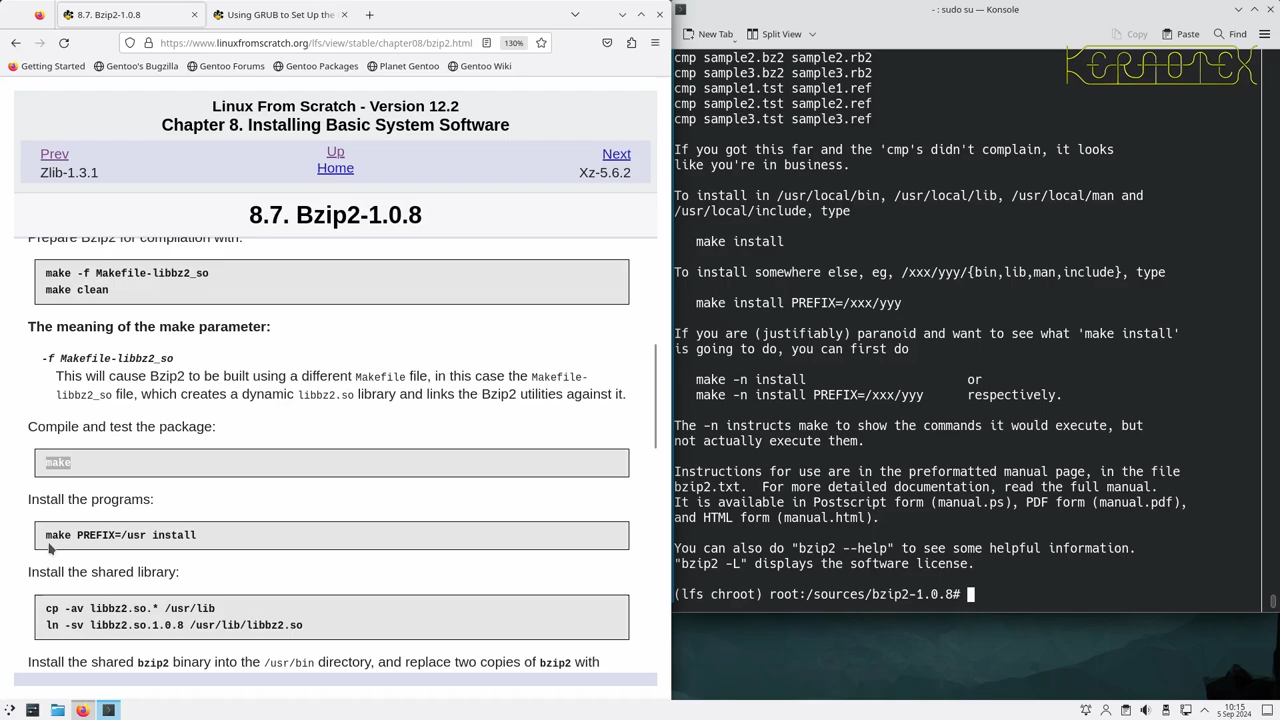 8.7. Bzip2-1.0.8
Using GRUB to Set Up the
https://www.linuxfromscratch.org/lfs/view/stable/chapter08/bzip2.html
130%
Getting Started
Gentoo's Bugzilla
Gentoo Forums
Gentoo Packages
Planet Gentoo
Gentoo Wiki
Linux From Scratch - Version 12.2
Chapter 8. Installing Basic System Software
Prev
Up
Next
Zlib-1.3.1
Home
Xz-5.6.2
8.7. Bzip2-1.0.8
Prepare Bzip2 for compilation with:
make -f Makefile-libbz2_so
make clean
The meaning of the make parameter:
-f Makefile-libbz2_so
This will cause Bzip2 to be built using a different Makefile file, in this case the Makefile-
libbz2_so file, which creates a dynamic libbz2.so library and links the Bzip2 utilities against it.
Compile and test the package:
make
Install the programs:
make PREFIX=/usr install
Install the shared library:
cp -av libbz2.so.* /usr/lib
ln -sv libbz2.so.1.0.8 /usr/lib/libbz2.so
Install the shared bzip2 binary into the /usr/bin directory, and replace two copies of bzip2 with
- : sudo su — Konsole
New Tab
Split View
Copy
Paste
Find
KERNOTEX
cmp sample2.bz2 sample2.rb2
cmp sample3.bz2 sample3.rb2
cmp sample1.tst sample1.ref
cmp sample2.tst sample2.ref
cmp sample3.tst sample3.ref
If you got this far and the 'cmp's didn't complain, it looks
like you're in business.
To install in /usr/local/bin, /usr/local/lib, /usr/local/man and
/usr/local/include, type
make install
To install somewhere else, eg, /xxx/yyy/{bin,lib,man,include}, type
make install PREFIX=/xxx/yyy
If you are (justifiably) paranoid and want to see what 'make install'
is going to do, you can first do
make -n install or
make -n install PREFIX=/xxx/yyy respectively.
The -n instructs make to show the commands it would execute, but
not actually execute them.
Instructions for use are in the preformatted manual page, in the file
bzip2.txt. For more detailed documentation, read the full manual.
It is available in Postscript form (manual.ps), PDF form (manual.pdf),
and HTML form (manual.html).
You can also do "bzip2 --help" to see some helpful information.
"bzip2 -L" displays the software license.
(lfs chroot) root:/sources/bzip2-1.0.8#
10:15
5 Sep 2024